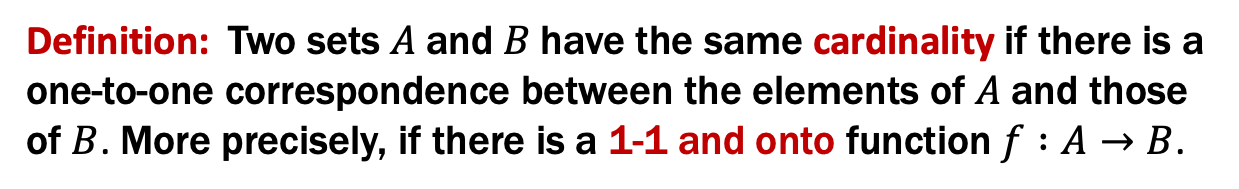 Definition: Two sets A and B have the same cardinality if there is a
one-to-one correspondence between the elements of A and those
of B. More precisely, if there is a 1-1 and onto function f : A → B.